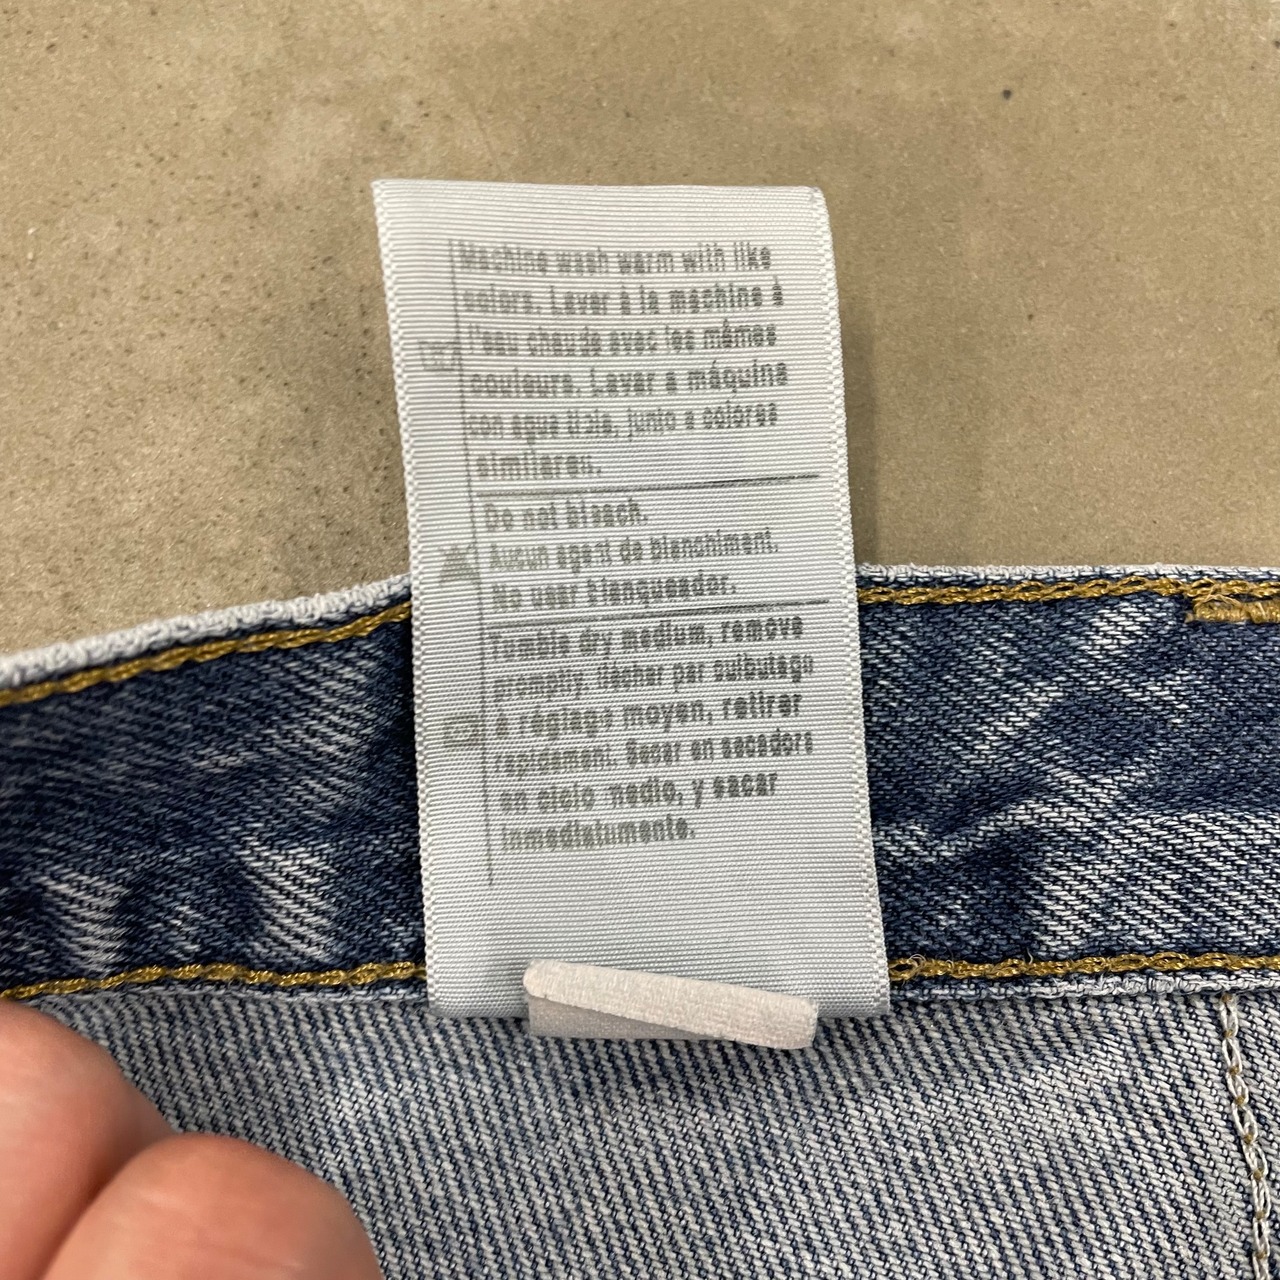 Machine wash warm with like
colors. Laver à la machine à
l'eau chaude avec les mêmes
couleurs. Lavar a máquina
con agua tibia, junto a colores
similares.
Do not bleach.
Aucun agent de blanchiment.
No usar blanqueador.
Tumble dry medium, remove
promptly. Sécher par culbutage
à réglage moyen, retirer
rapidement. Secar en secadora
en ciclo medio, y sacar
inmediatamente.